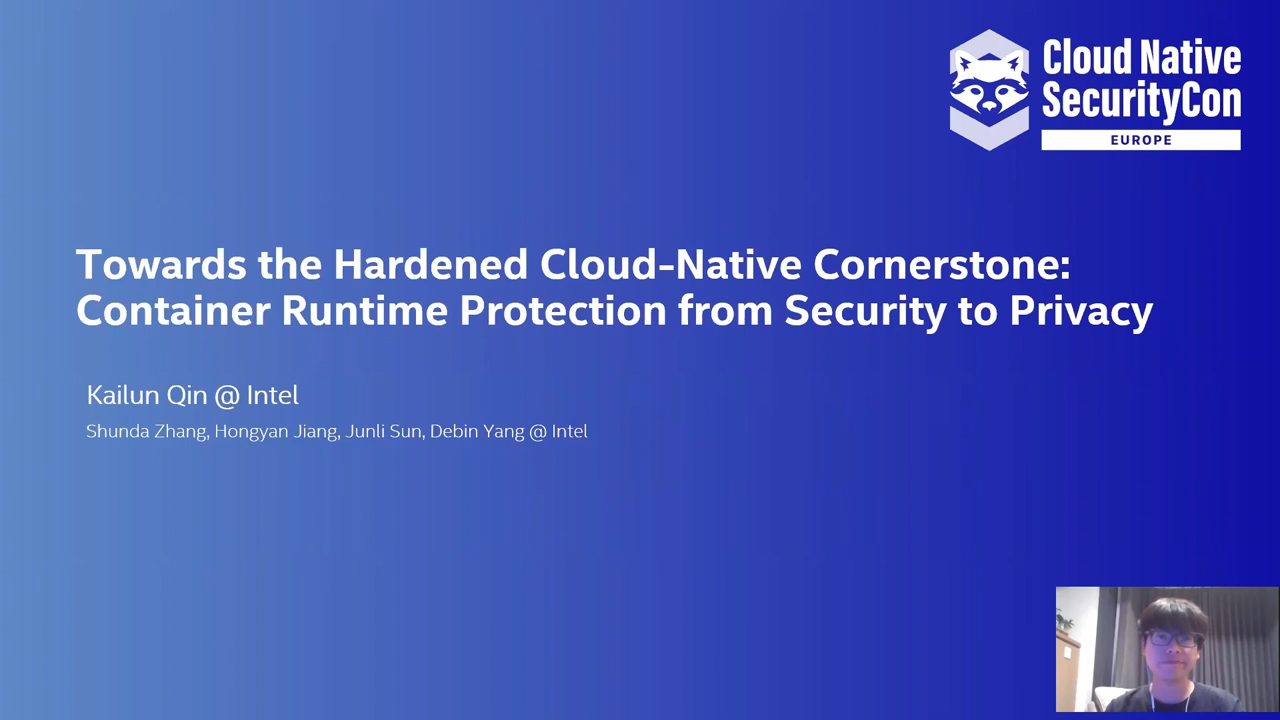 Cloud Native
SecurityCon
EUROPE
Towards the Hardened Cloud-Native Cornerstone:
Container Runtime Protection from Security to Privacy
Kailun Qin @ Intel
Shunda Zhang, Hongyan Jiang, Junli Sun, Debin Yang @ Intel